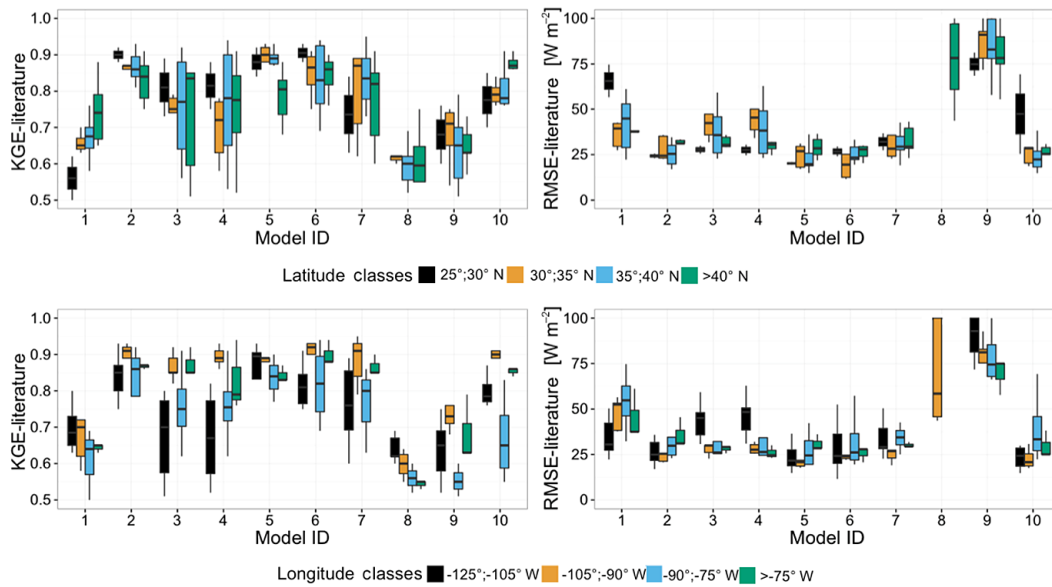 KGE-literature
1.0
0.9
0.8
0.7
0.6
0.5
1 2 3 4 5 6 7 8 9 10
Model ID
RMSE-literature [W m⁻²]
100
75
50
25
0
1 2 3 4 5 6 7 8 9 10
Model ID
Latitude classes 25°;30° N 30°;35° N 35°;40° N >40° N
KGE-literature
1.0
0.9
0.8
0.7
0.6
0.5
1 2 3 4 5 6 7 8 9 10
Model ID
RMSE-literature [W m⁻²]
100
75
50
25
0
1 2 3 4 5 6 7 8 9 10
Model ID
Longitude classes -125°;-105° W -105°;-90° W -90°;-75° W >-75° W